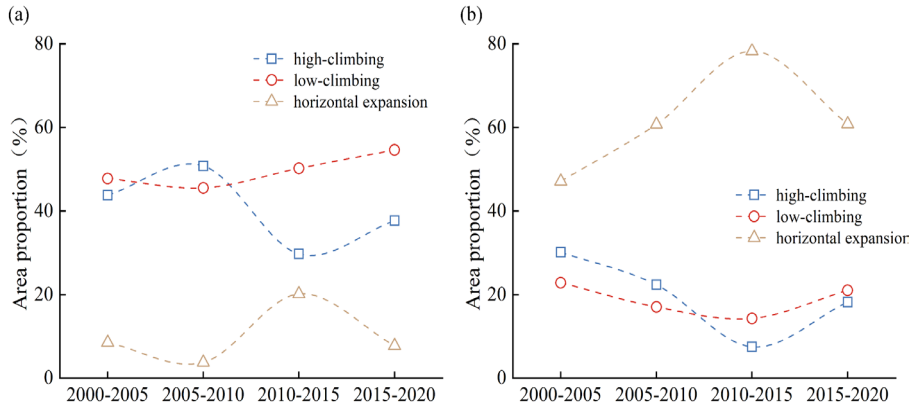 (a)
Area proportion (%)
80
60
40
20
0
high-climbing
low-climbing
horizontal expansion
2000-2005
2005-2010
2010-2015
2015-2020
(b)
Area proportion (%)
80
60
40
20
0
high-climbing
low-climbing
horizontal expansion
2000-2005
2005-2010
2010-2015
2015-2020